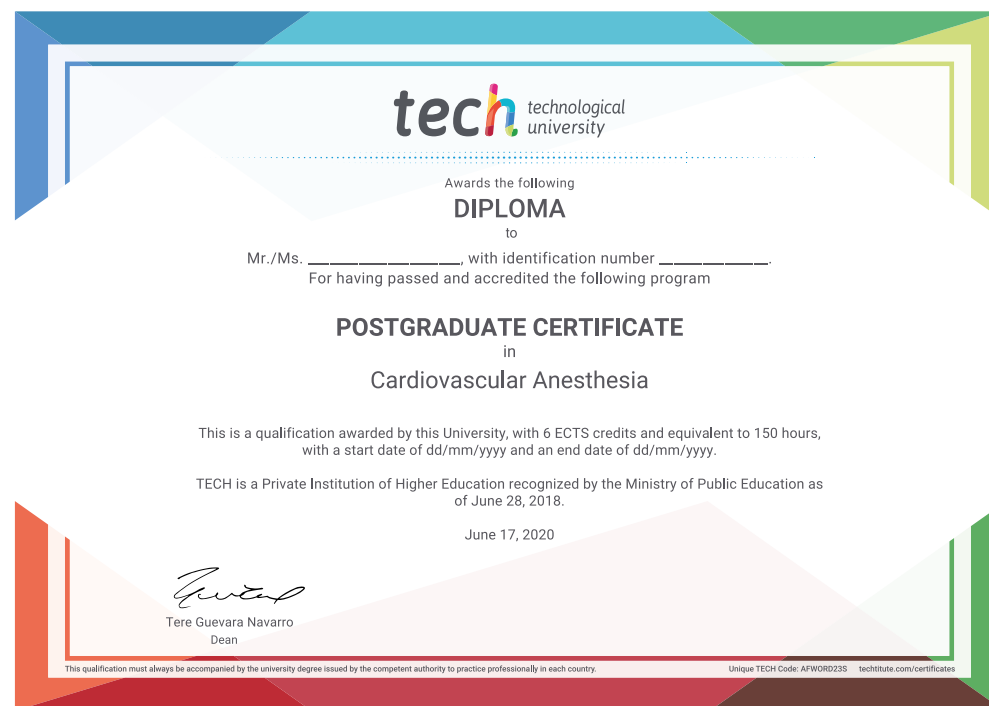 tech technological
university
Awards the following
DIPLOMA
to
Mr./Ms. ____________________, with identification number ______________.
For having passed and accredited the following program
POSTGRADUATE CERTIFICATE
in
Cardiovascular Anesthesia
This is a qualification awarded by this University, with 6 ECTS credits and equivalent to 150 hours,
with a start date of dd/mm/yyyy and an end date of dd/mm/yyyy.
TECH is a Private Institution of Higher Education recognized by the Ministry of Public Education as
of June 28, 2018.
June 17, 2020
Tere Guevara Navarro
Dean
This qualification must always be accompanied by the university degree issued by the competent authority to practice professionally in each country.
Unique TECH Code: AFWORD23S techtitute.com/certificates